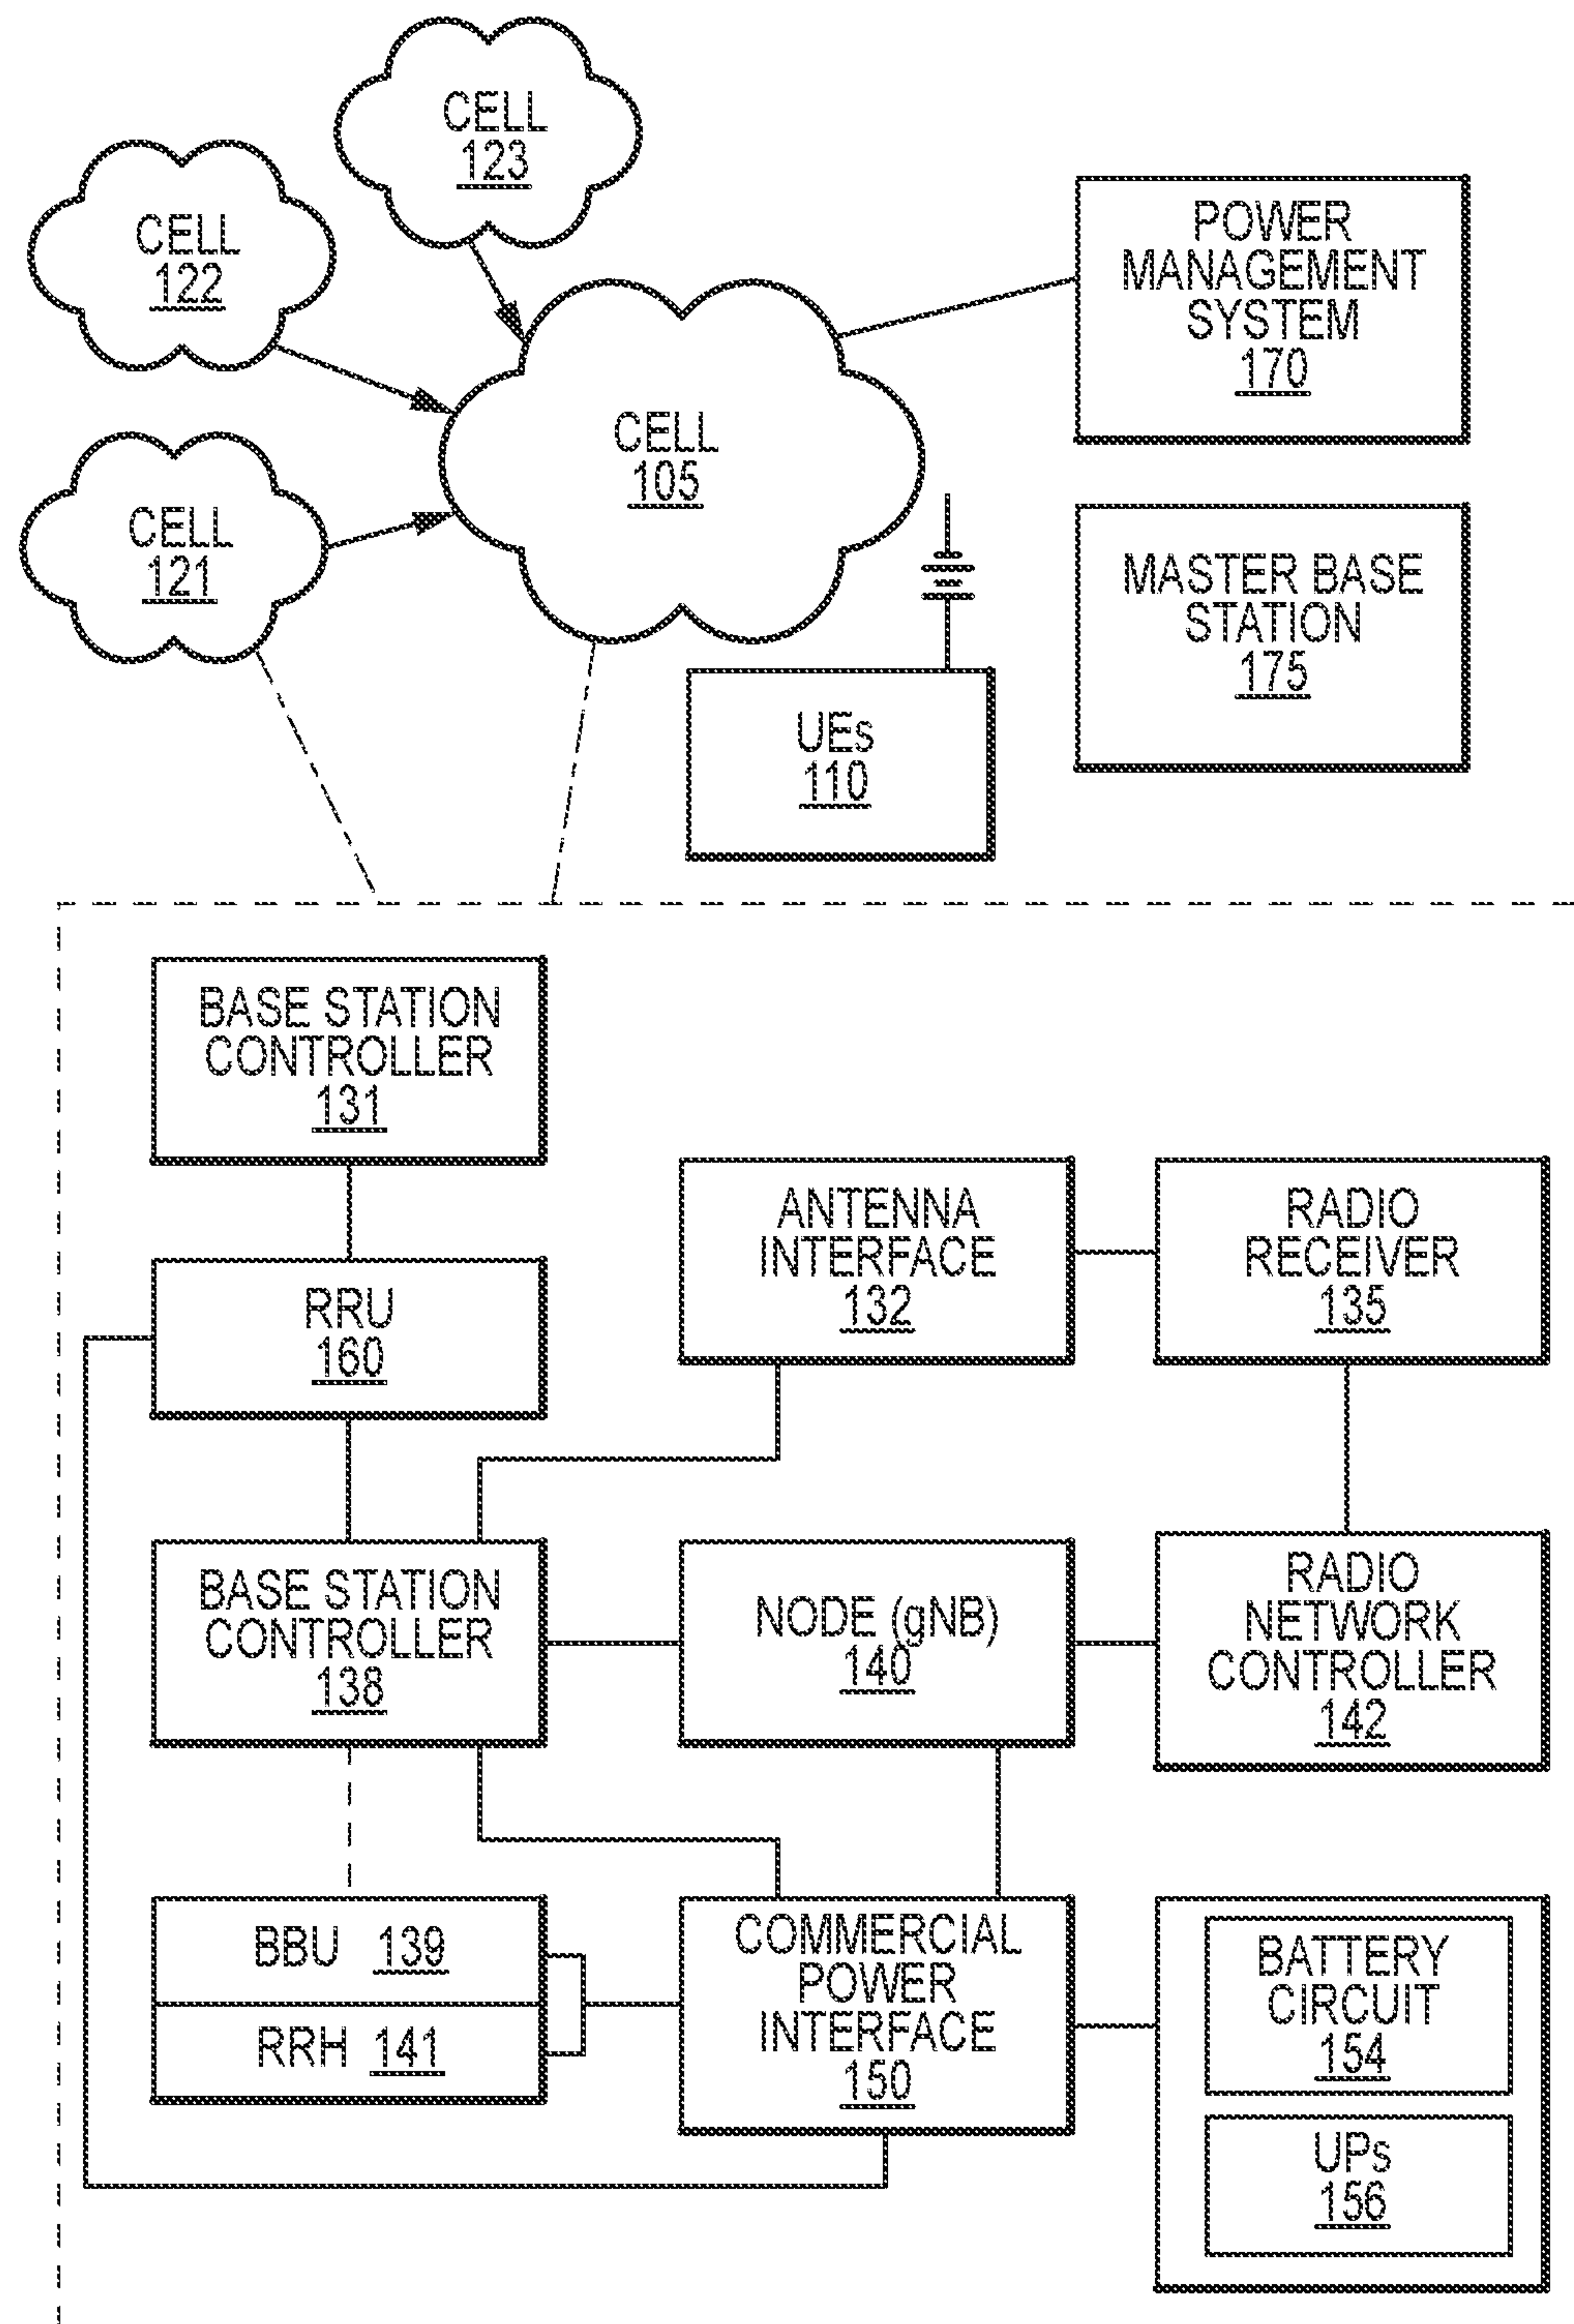 CELL
123
CELL
122
CELL
105
CELL
121
POWER
MANAGEMENT
SYSTEM
170
MASTER BASE
STATION
175
UEs
110
BASE STATION
CONTROLLER
131
RRU
160
ANTENNA
INTERFACE
132
RADIO
RECEIVER
135
BASE STATION
CONTROLLER
138
NODE (gNB)
140
RADIO
NETWORK
CONTROLLER
142
BBU 139
RRH 141
COMMERCIAL
POWER
INTERFACE
150
BATTERY
CIRCUIT
154
UPs
156